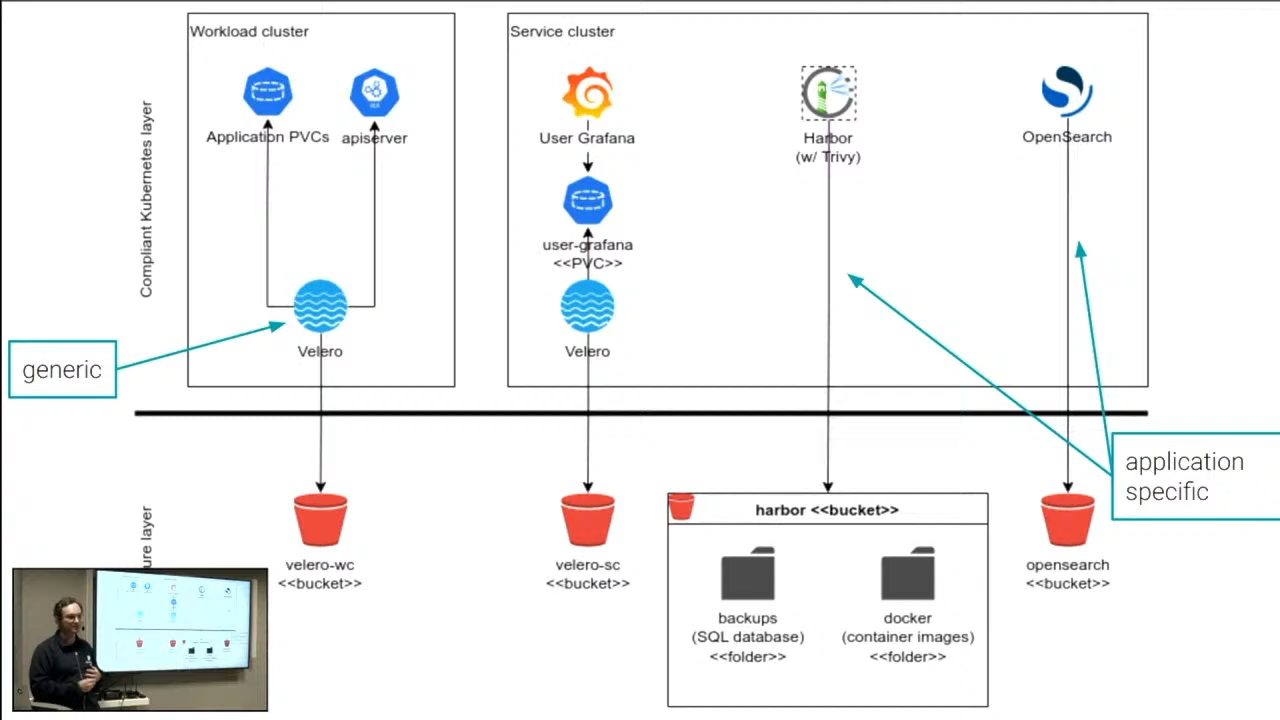 Workload cluster
Service cluster
Application PVCs
apiserver
User Grafana
Harbor
(w/ Trivy)
OpenSearch
Compliant Kubernetes layer
user-grafana
<<PVC>>
generic
Velero
Velero
application
specific
ure layer
velero-wc
<<bucket>>
velero-sc
<<bucket>>
harbor <<bucket>>
backups
(SQL database)
<<folder>>
docker
(container images)
<<folder>>
opensearch
<<bucket>>